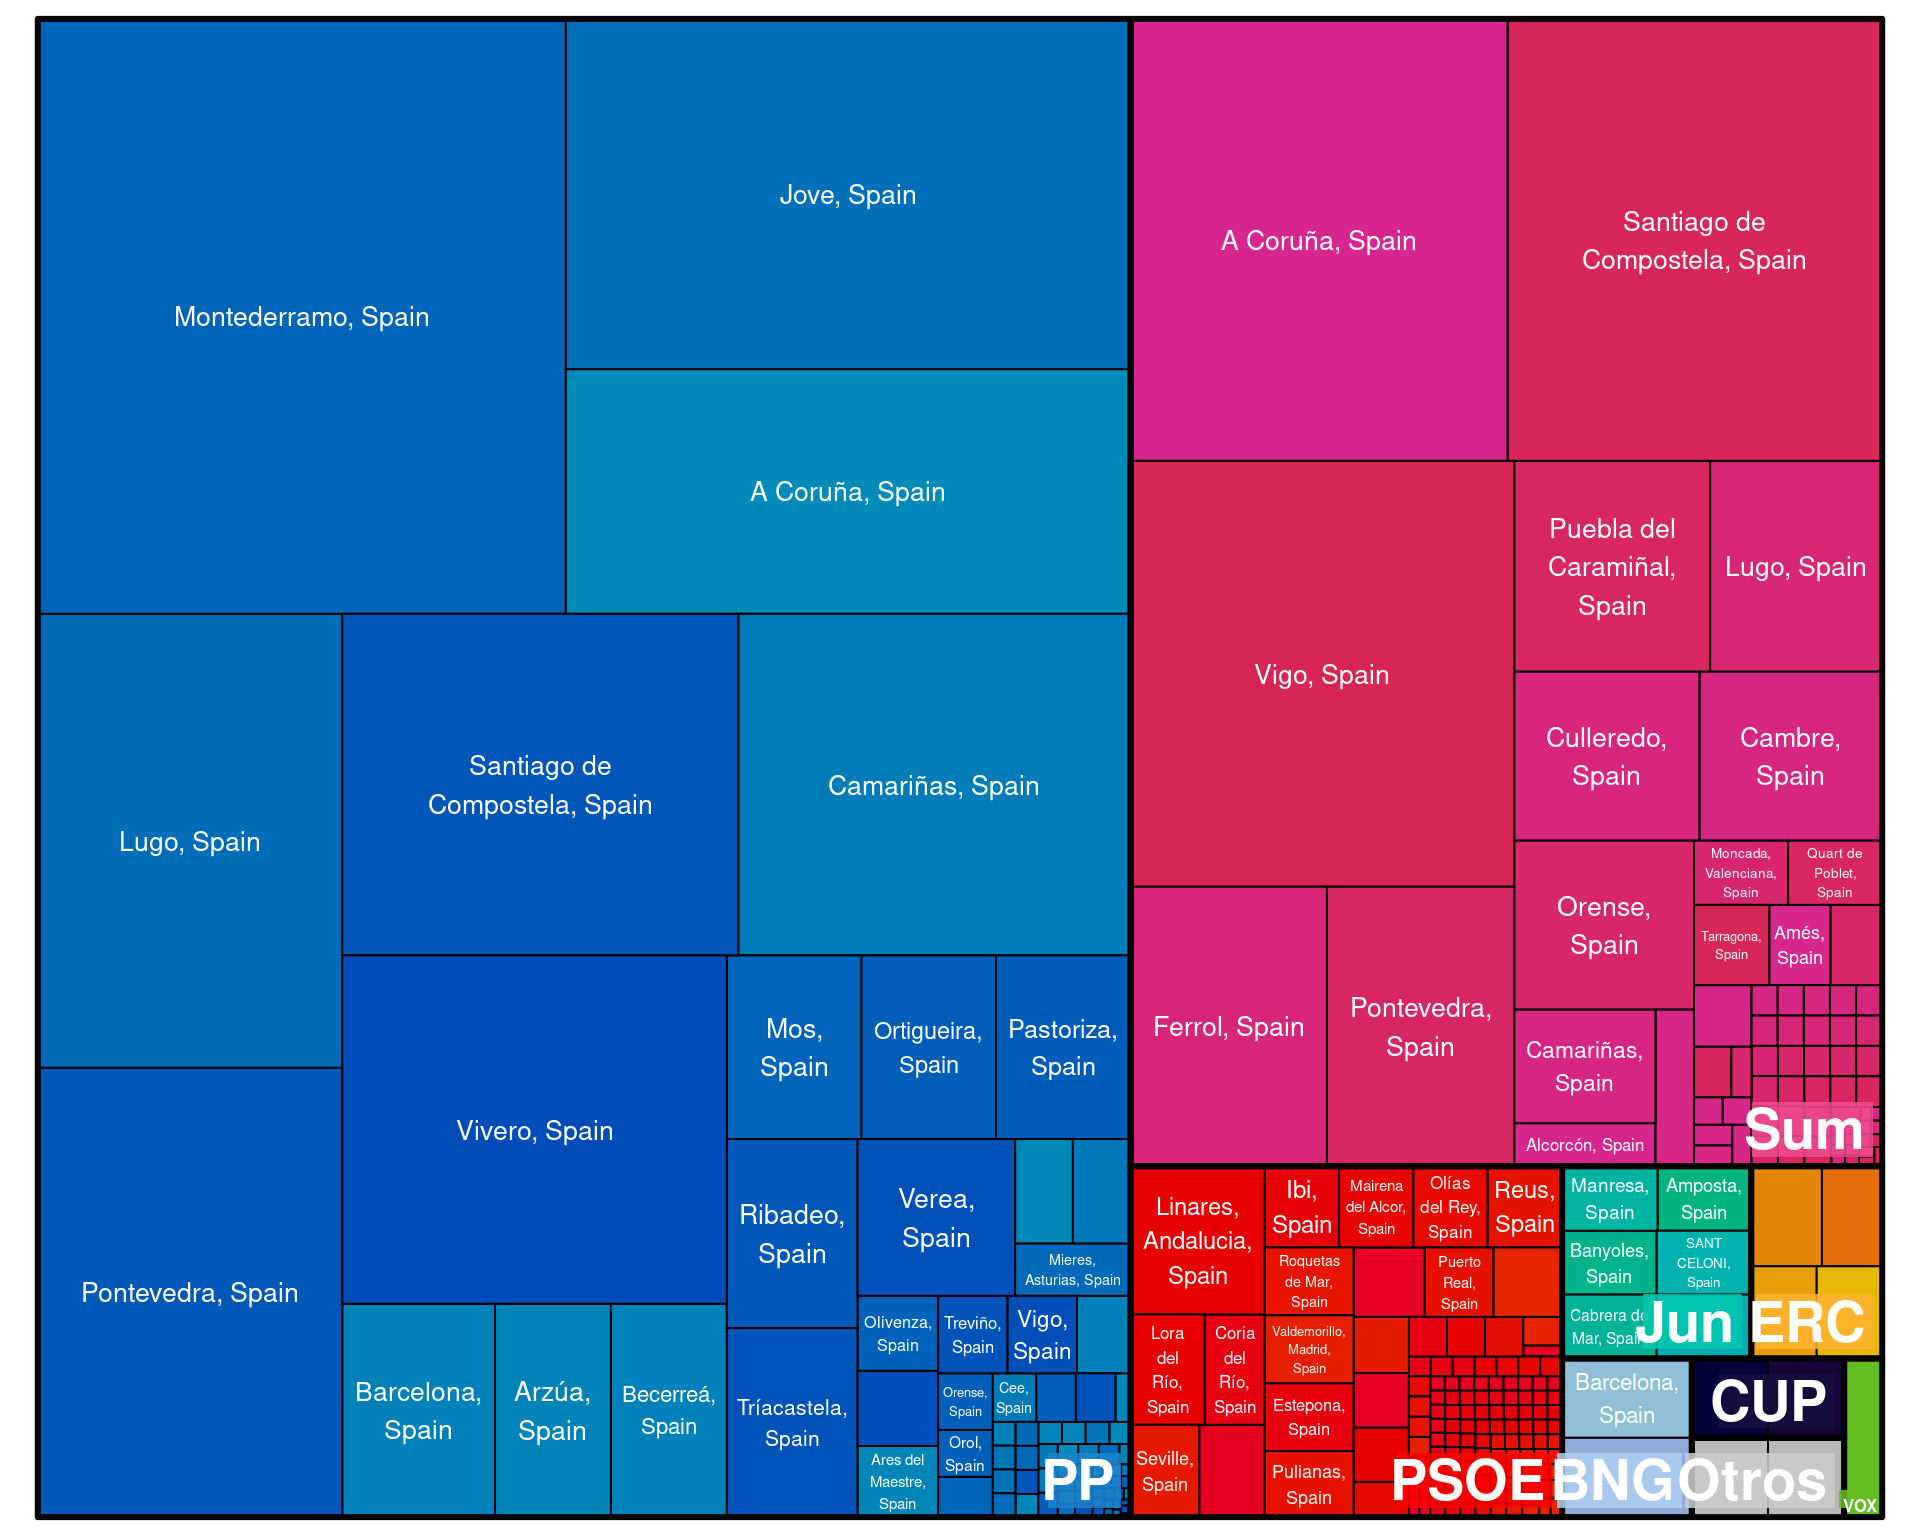 Montederramo, Spain
Jove, Spain
A Coruña, Spain
Lugo, Spain
Pontevedra, Spain
Santiago de
Compostela, Spain
Camariñas, Spain
Vivero, Spain
Barcelona,
Spain
Arzúa,
Spain
Becerreá,
Spain
Mos,
Spain
Ortigueira,
Spain
Pastoriza,
Spain
Ribadeo,
Spain
Tríacastela,
Spain
Verea,
Spain
Mieres,
Asturias, Spain
Olivenza,
Spain
Treviño,
Spain
Vigo,
Spain
Ares del
Maestre,
Spain
Orense,
Spain
Cee,
Spain
Orol,
Spain
PP
A Coruña, Spain
Santiago de
Compostela, Spain
Vigo, Spain
Puebla del
Caramiñal,
Spain
Lugo, Spain
Culleredo,
Spain
Cambre,
Spain
Ferrol, Spain
Pontevedra,
Spain
Orense,
Spain
Moncada,
Valenciana,
Spain
Quart de
Poblet,
Spain
Tarragona,
Spain
Amés,
Spain
Camariñas,
Spain
Alcorcón, Spain
Sum
Linares,
Andalucia,
Spain
Ibi,
Spain
Mairena
del Alcor,
Spain
Olías
del Rey,
Spain
Reus,
Spain
Roquetas
de Mar,
Spain
Puerto
Real,
Spain
Lora
del
Río,
Spain
Coria
del
Río,
Spain
Valdemorillo,
Madrid,
Spain
Estepona,
Spain
Seville,
Spain
Pulianas,
Spain
PSOE
Manresa,
Spain
Amposta,
Spain
Banyoles,
Spain
SANT
CELONI,
Spain
Cabrera de
Mar, Spain
Jun
ERC
Barcelona,
Spain
BNG
CUP
Otros
VOX